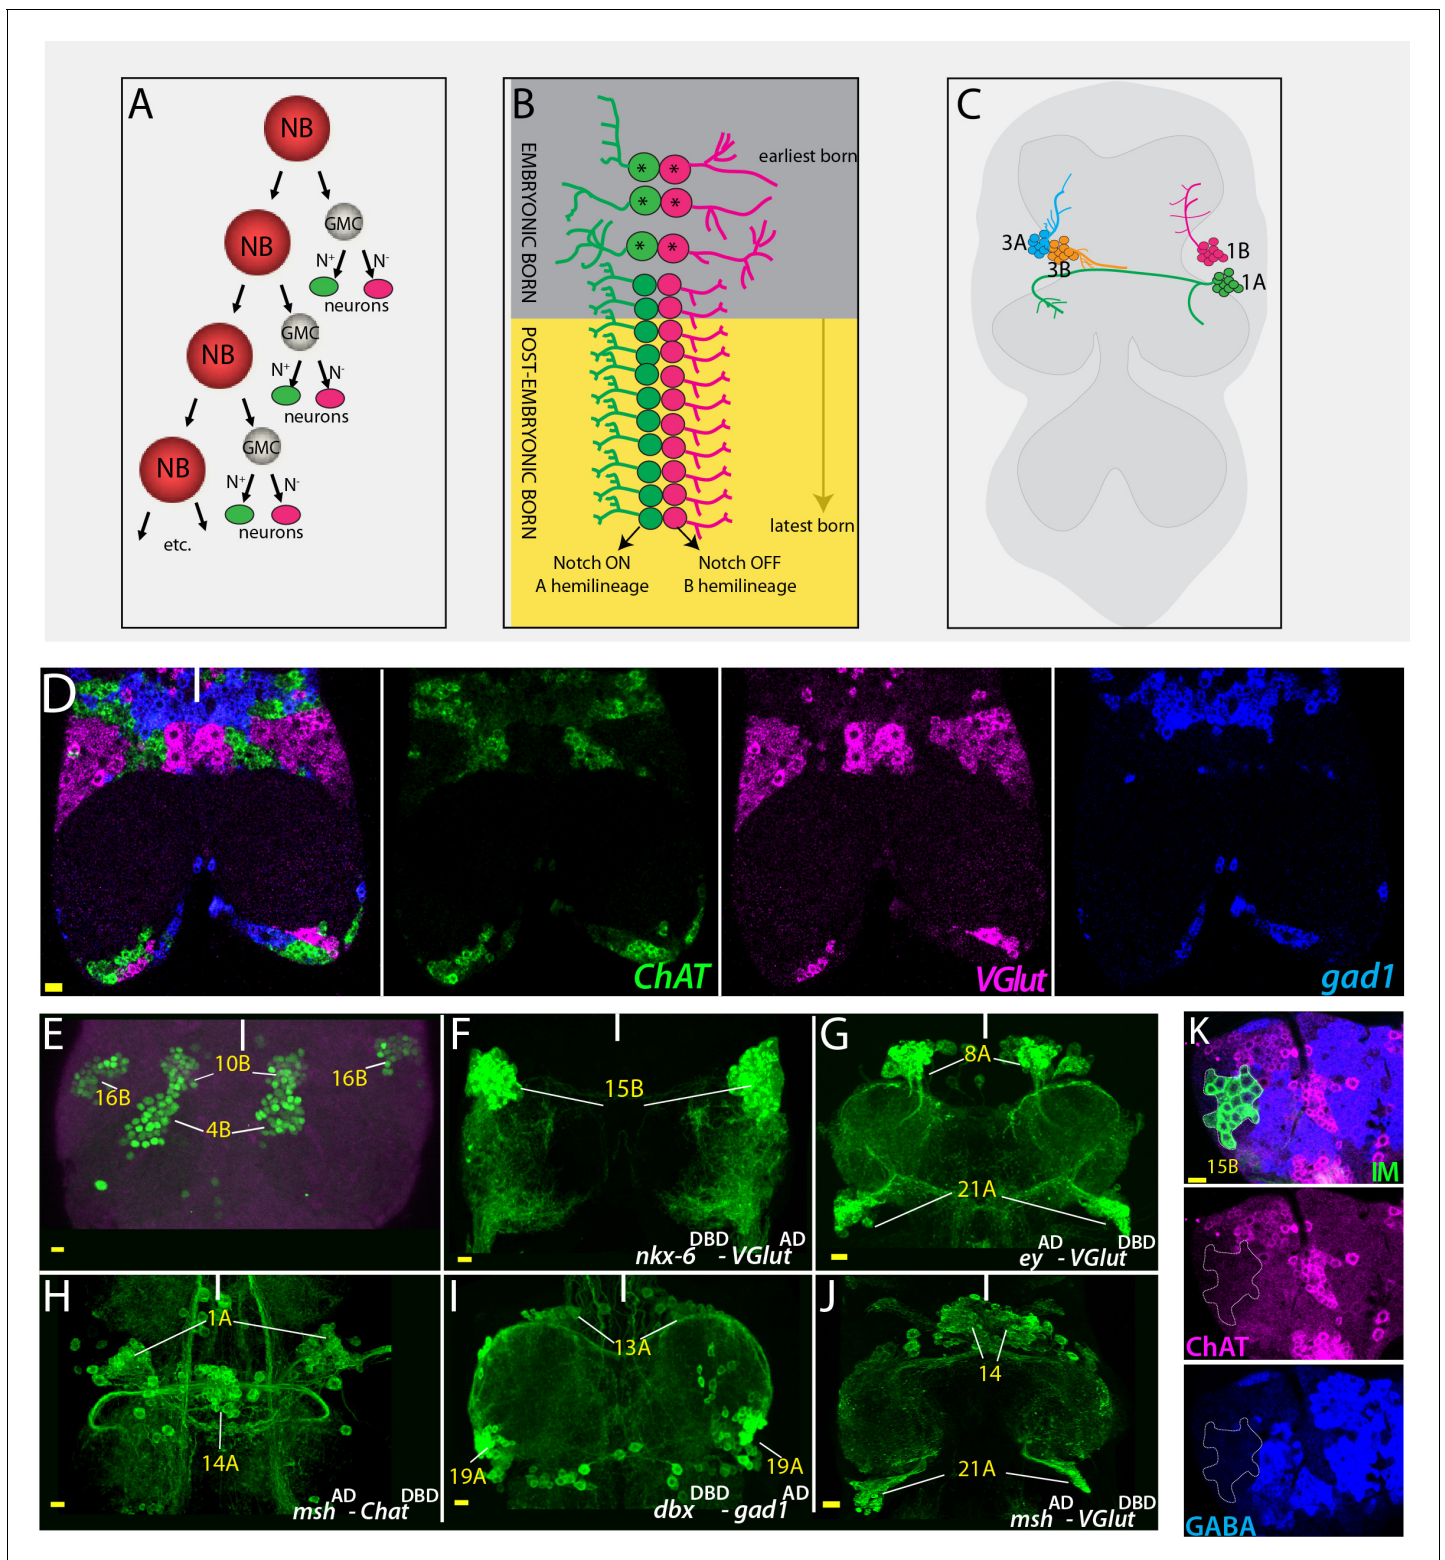 A
NB
NB
GMC
N+
N-
neurons
NB
GMC
N+
N-
neurons
NB
GMC
N+
N-
neurons
etc.
B
EMBRYONIC BORN
POST-EMBRYONIC BORN
earliest born
* *
* *
* *
latest born
Notch ON
A hemilineage
Notch OFF
B hemilineage
C
3A
3B
1B
1A
D
ChAT
VGlut
gad1
E
10B
16B
16B
4B
F
15B
nkx-6DBD - VGlutAD
G
8A
21A
eyAD - VGlutDBD
H
1A
14A
mshAD - ChatDBD
I
13A
19A
19A
dbxDBD - gad1AD
J
14
21A
mshAD - VGlutDBD
K
15B
IM
ChAT
GABA